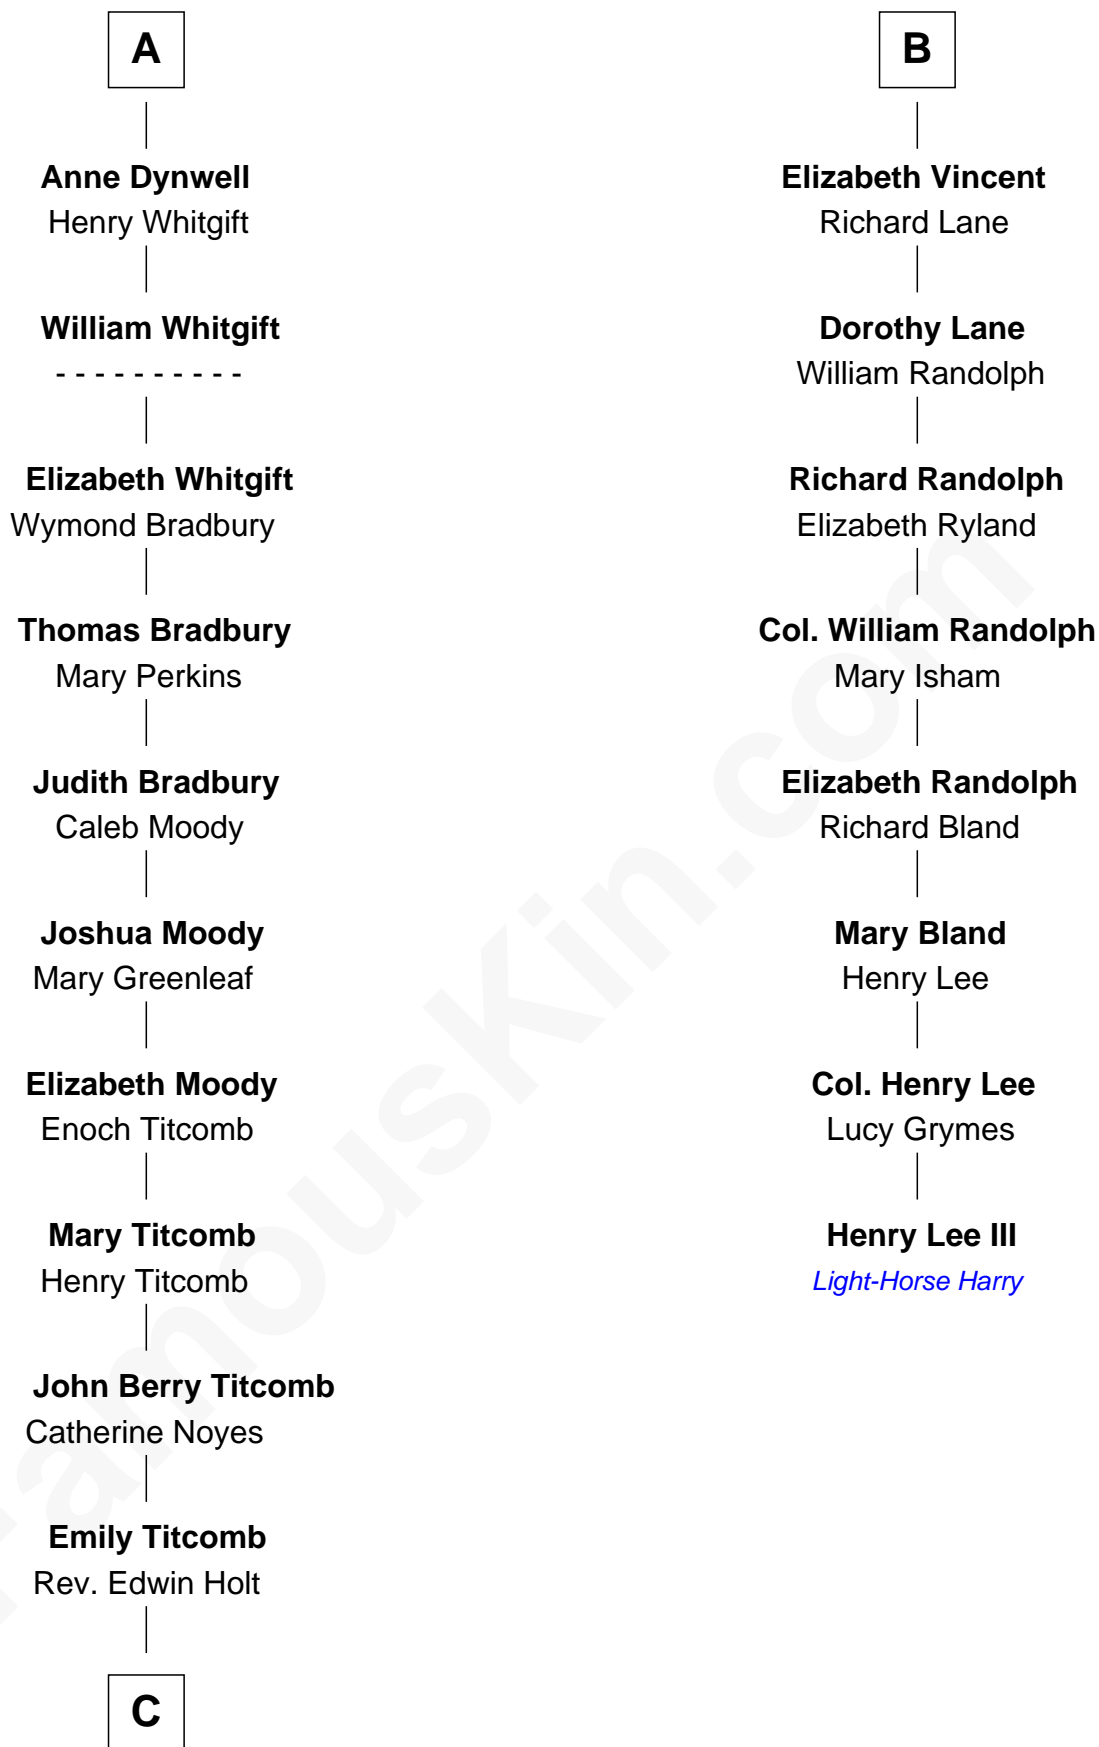 A
Anne Dynwell
Henry Whitgift
William Whitgift
- - - - - - - - - -
Elizabeth Whitgift
Wymond Bradbury
Thomas Bradbury
Mary Perkins
Judith Bradbury
Caleb Moody
Joshua Moody
Mary Greenleaf
Elizabeth Moody
Enoch Titcomb
Mary Titcomb
Henry Titcomb
John Berry Titcomb
Catherine Noyes
Emily Titcomb
Rev. Edwin Holt
C
B
Elizabeth Vincent
Richard Lane
Dorothy Lane
William Randolph
Richard Randolph
Elizabeth Ryland
Col. William Randolph
Mary Isham
Elizabeth Randolph
Richard Bland
Mary Bland
Henry Lee
Col. Henry Lee
Lucy Grymes
Henry Lee III
Light-Horse Harry
FamousKin.com